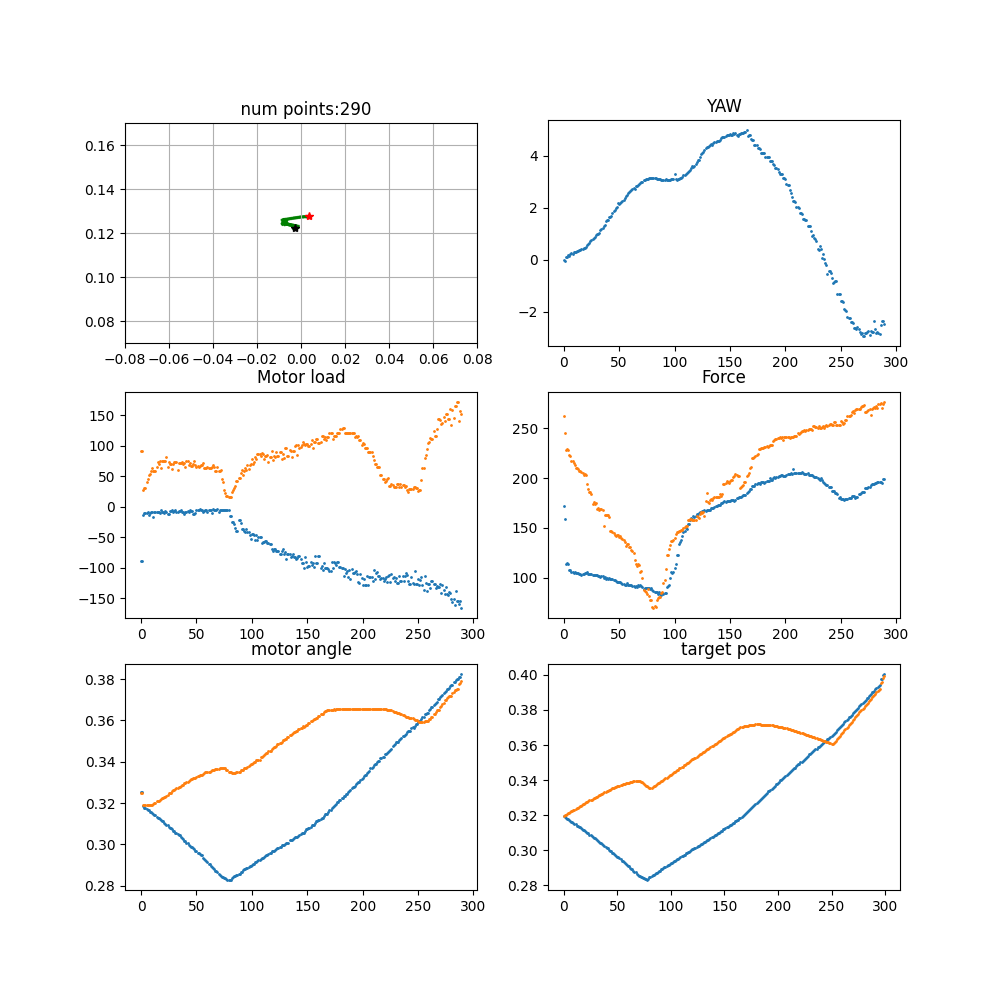 num points:290
YAW
0.16
0.14
0.12
0.10
0.08
−0.08 −0.06 −0.04 −0.02 0.00 0.02 0.04 0.06 0.08
4
2
0
−2
0 50 100 150 200 250 300
Motor load
Force
150
100
50
0
−50
−100
−150
0 50 100 150 200 250 300
250
200
150
100
0 50 100 150 200 250 300
motor angle
target pos
0.38
0.36
0.34
0.32
0.30
0.28
0 50 100 150 200 250 300
0.40
0.38
0.36
0.34
0.32
0.30
0.28
0 50 100 150 200 250 300